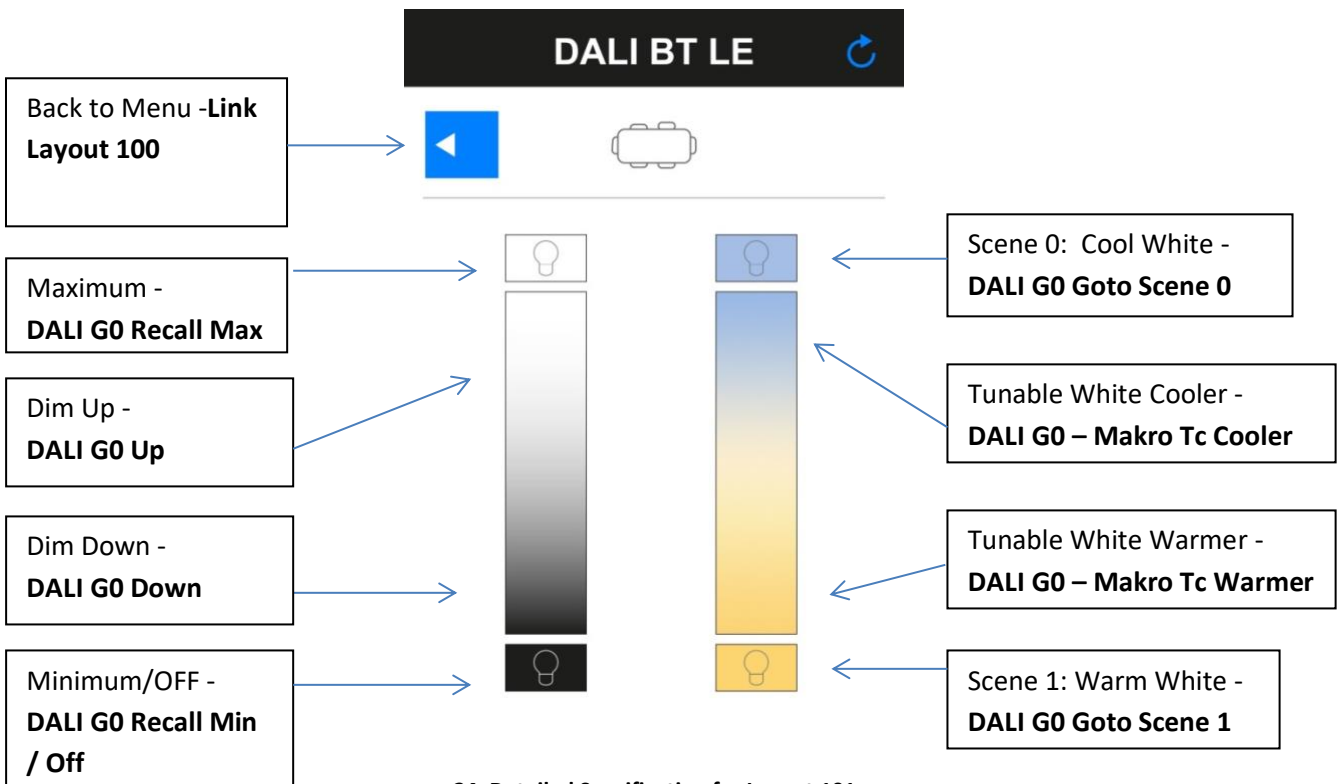 DALI BT LE
Back to Menu -Link
Layout 100
Maximum -
DALI G0 Recall Max
Dim Up -
DALI G0 Up
Dim Down -
DALI G0 Down
Minimum/OFF -
DALI G0 Recall Min
/ Off
Scene 0:  Cool White -
DALI G0 Goto Scene 0
Tunable White Cooler -
DALI G0 – Makro Tc Cooler
Tunable White Warmer -
DALI G0 – Makro Tc Warmer
Scene 1: Warm White -
DALI G0 Goto Scene 1